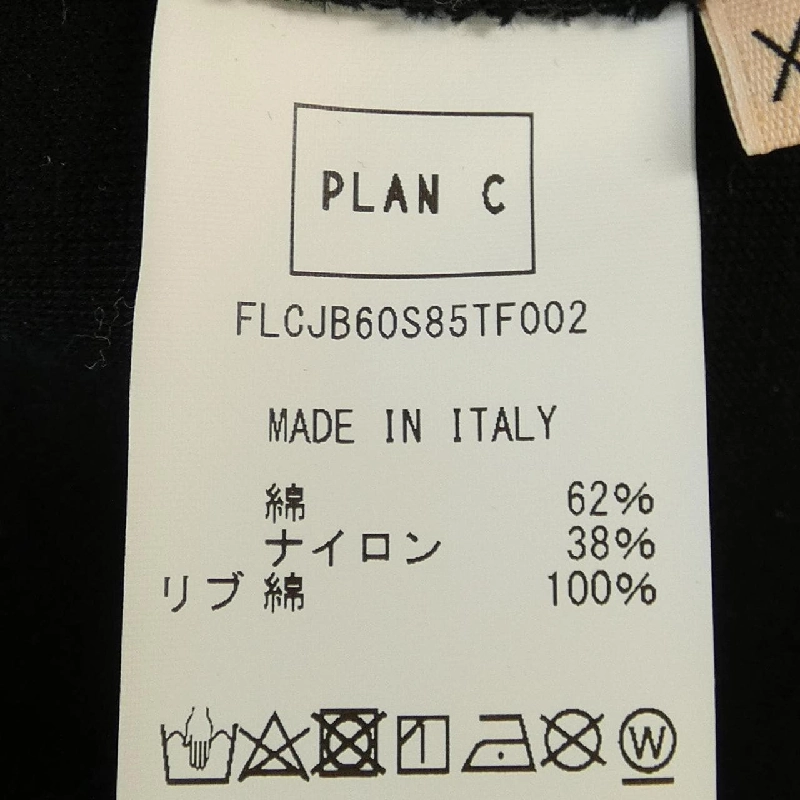 PLAN C
FLCJB60S85TF002
MADE IN ITALY
綿 62%
ナイロン 38%
リブ 綿 100%
W
X